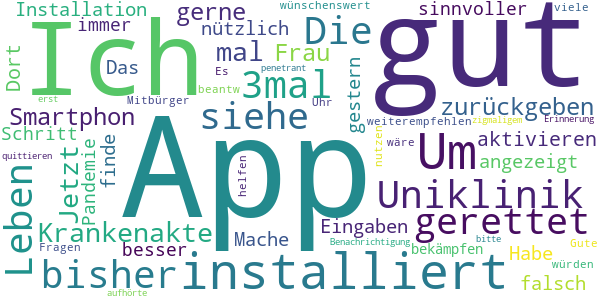 Installation gerne wünschenswert sinnvoller viele
immer nützlich Die gut
Ich Das mal Frau Es penetrant
Dort beantw 3mal gestern zurückgeben
Smartphon Mitbürger siehe Uhr weiterempfehlen zigmaligem Erinnerung
Schritt Pandemie finde App Um wäre aktivieren
quittieren erst Jetzt helfen nutzen angezeigt
Leben Uniklinik
Krankenakte Eingaben gerettet
Fragen besser Mache Benachrichtigung bekämpfen bitte Habe Gute
bisher installiert würden
aufhörte falsch